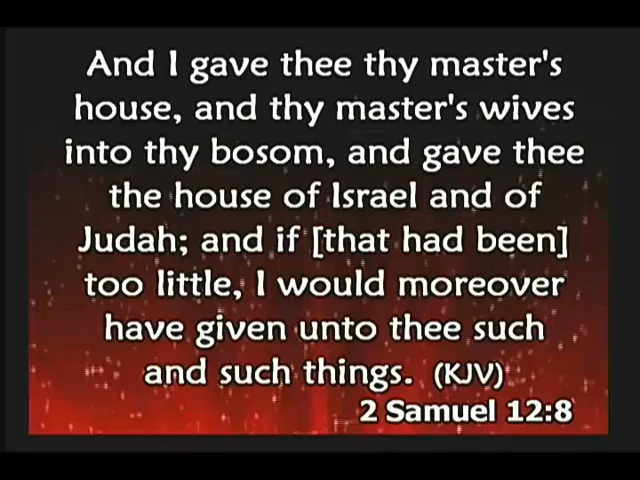 And I gave thee thy master's
house, and thy master's wives
into thy bosom, and gave thee
the house of Israel and of
Judah; and if [that had been]
too little, I would moreover
have given unto thee such
and such things. (KJV)
2 Samuel 12:8